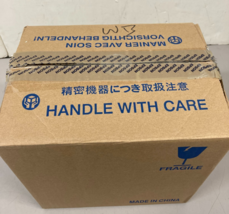 MANIER AVEC SOIN
VORSICHTIG BEHANDELN!
精密機器につき取扱注意
HANDLE WITH CARE
FRAGILE
MADE IN CHINA